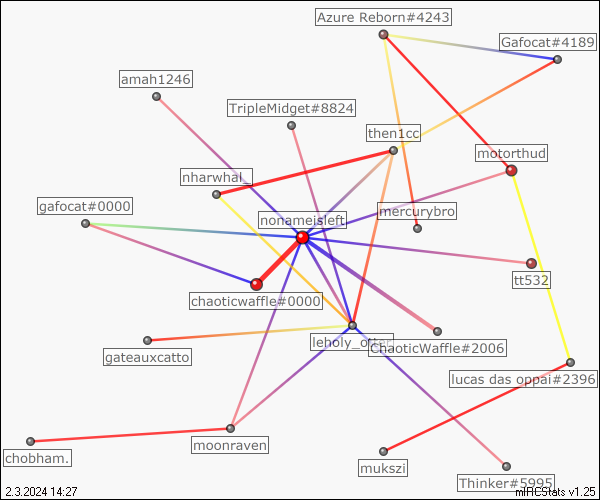 Azure Reborn#4243
Gafocat#4189
amah1246
TripleMidget#8824
then1cc
motorthud
nharwhal_
gafocat#0000
nonameisleft
mercurybro
tt532
chaoticwaffle#0000
leholy_otter
ChaoticWaffle#2006
gateauxcatto
lucas das oppai#2396
moonraven
chobham.
mukszi
Thinker#5995
2.3.2024 14:27
mIRCStats v1.25